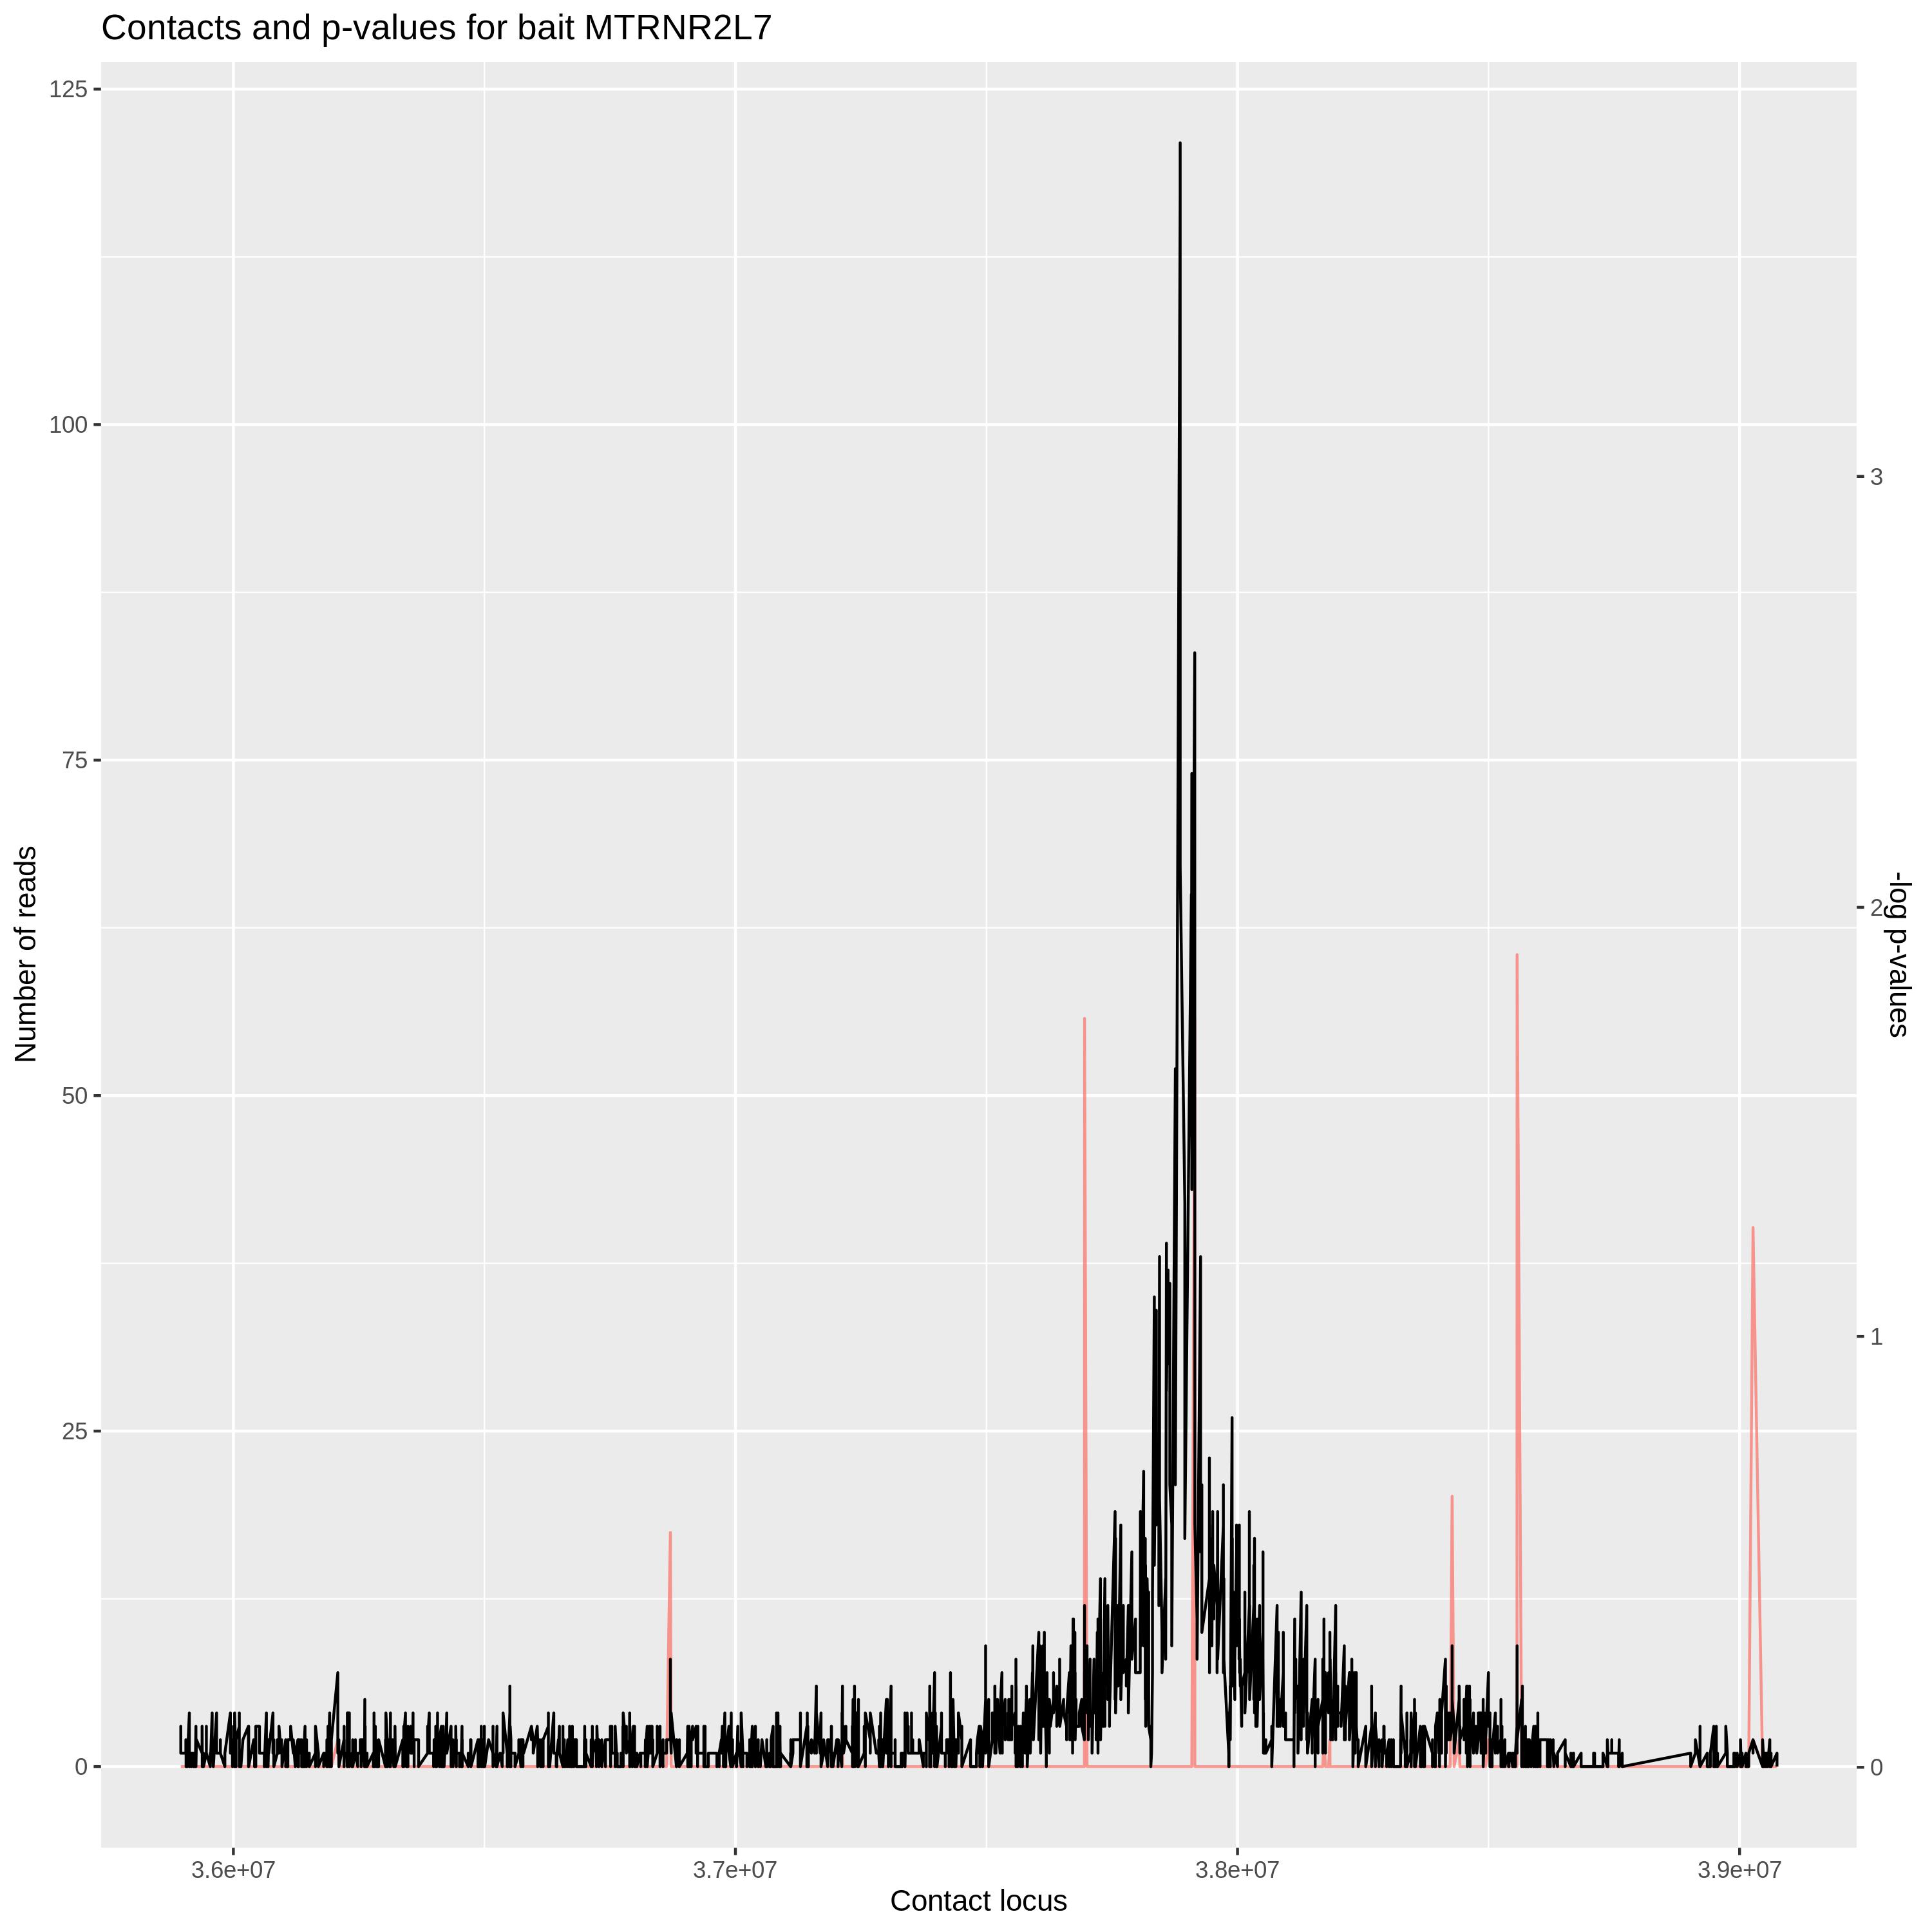 Contacts and p-values for bait MTRNR2L7
125
100
75
50
25
0
Number of reads
3
2
1
0
-log p-values
3.6e+07
3.7e+07
3.8e+07
3.9e+07
Contact locus